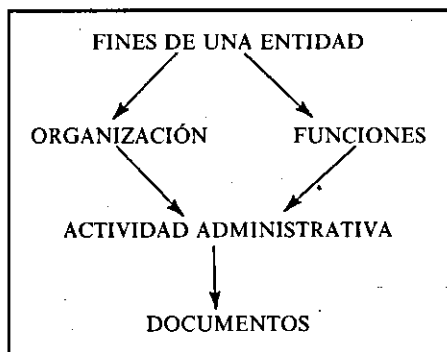 FINES DE UNA ENTIDAD
ORGANIZACIÓN FUNCIONES
ACTIVIDAD ADMINISTRATIVA
DOCUMENTOS